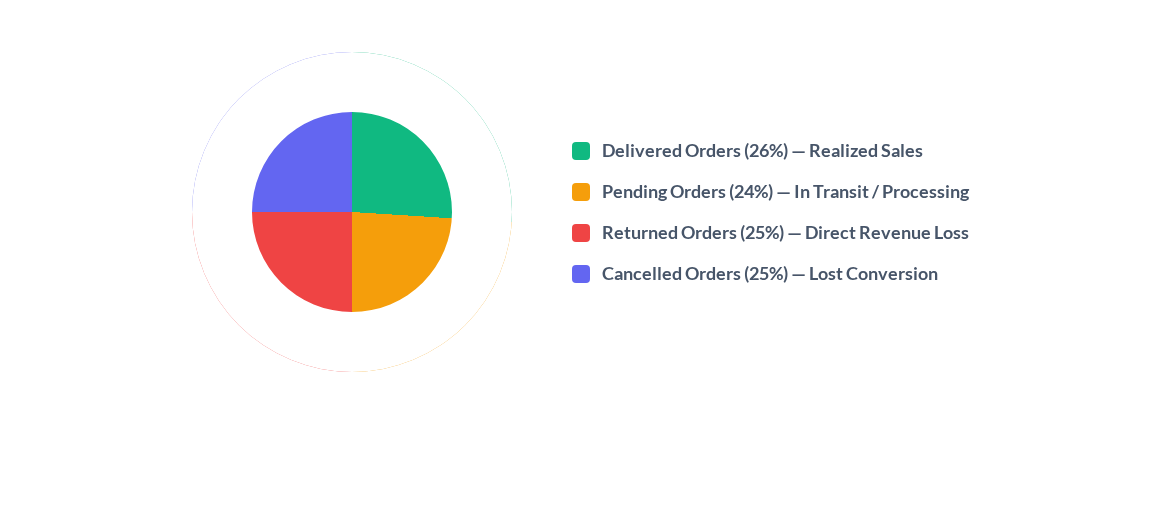 Delivered Orders (26%) — Realized Sales
Pending Orders (24%) — In Transit / Processing
Returned Orders (25%) — Direct Revenue Loss
Cancelled Orders (25%) — Lost Conversion